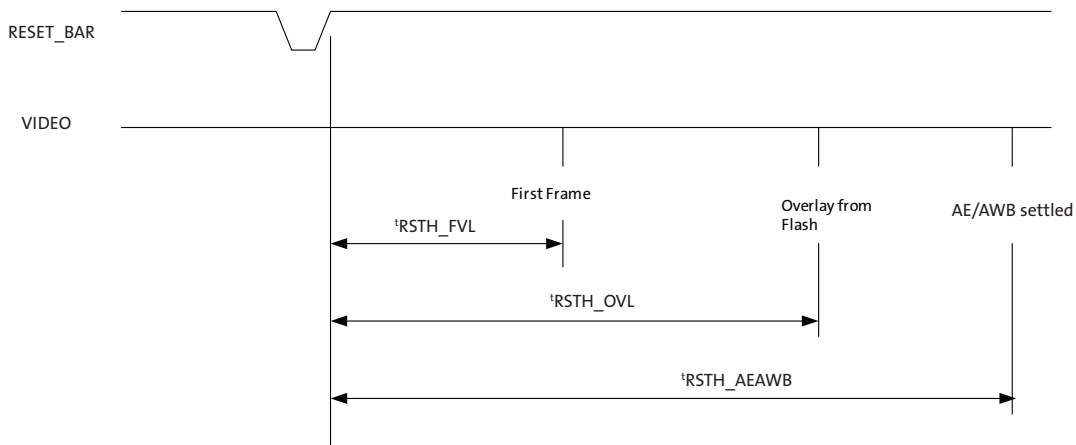 RESET_BAR
VIDEO
First Frame
Overlay from
Flash
AE/AWB settled
tRSTH_FVL
tRSTH_OVL
tRSTH_AEAWB